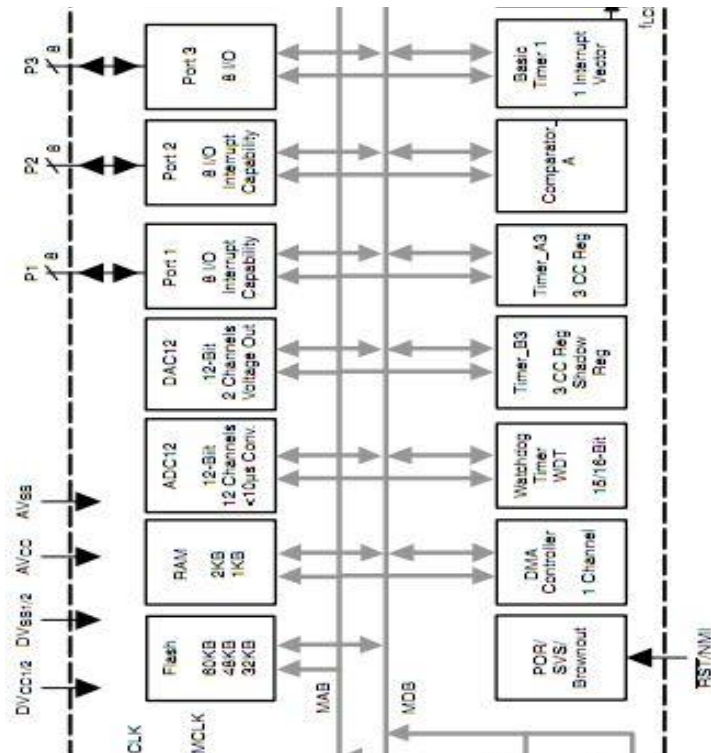 DVCC1/2
DVSS1/2
AVCC
AVSS
P1
P2
P3
8
8
8
CLK
MCLK
Flash
60KB
48KB
32KB
RAM
2KB
1KB
ADC12
12-Bit
12 Channels
<10μs Conv.
DAC12
12-Bit
2 Channels
Voltage Out
Port 1
8 I/O
Interrupt
Capability
Port 2
8 I/O
Interrupt
Capability
Port 3
8 I/O
MAB
MDB
POR/
SVS/
Brownout
DMA
Controller
1 Channel
Watchdog
Timer
WDT
15/16-Bit
Timer_B3
3 CC Reg
Shadow
Reg
Timer_A3
3 CC Reg
Comparator_
A
Basic
Timer 1
1 Interrupt
Vector
RST/NMI